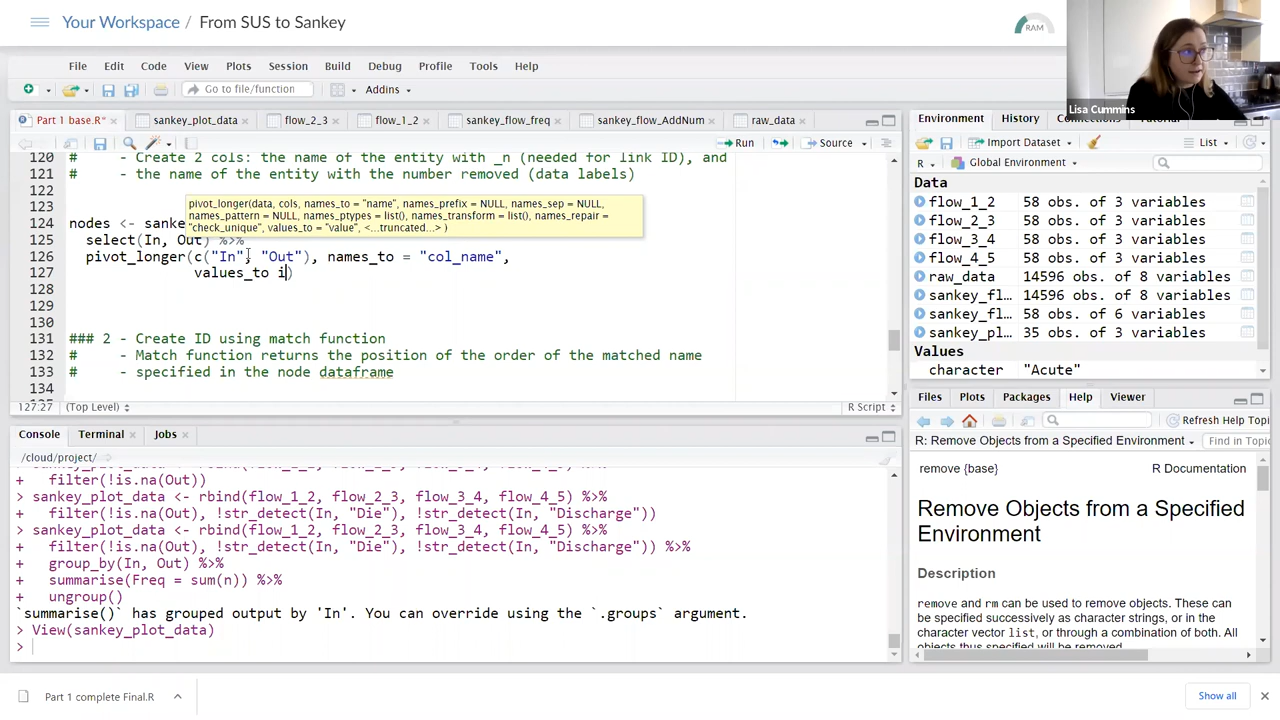 Your Workspace / From SUS to Sankey
RAM
Lisa Cummins
File Edit Code View Plots Session Build Debug Profile Tools Help
Go to file/function Addins
Part 1 base.R* sankey_plot_data flow_2_3 flow_1_2 sankey_flow_freq sankey_flow_AddNum raw_data
Run Source
120 # - Create 2 cols: the name of the entity with _n (needed for link ID), and
121 # - the name of the entity with the number removed (data labels)
122
pivot_longer(data, cols, names_to = "name", names_prefix = NULL, names_sep = NULL,
names_pattern = NULL, names_ptypes = list(), names_transform = list(), names_repair =
"check_unique", values_to = "value", <...truncated...> )
124 nodes <- sanke
125 select(In, Out) %>%
126 pivot_longer(c("In", "Out"), names_to = "col_name",
127 values_to i)
128
129
130
131 ### 2 - Create ID using match function
132 # - Match function returns the position of the order of the matched name
133 # - specified in the node dataframe
134
127:27 (Top Level) R Script
Console Terminal Jobs
/cloud/project/
+ filter(!is.na(Out))
> sankey_plot_data <- rbind(flow_1_2, flow_2_3, flow_3_4, flow_4_5) %>%
+ filter(!is.na(Out), !str_detect(In, "Die"), !str_detect(In, "Discharge"))
> sankey_plot_data <- rbind(flow_1_2, flow_2_3, flow_3_4, flow_4_5) %>%
+ filter(!is.na(Out), !str_detect(In, "Die"), !str_detect(In, "Discharge")) %>%
+ group_by(In, Out) %>%
+ summarise(Freq = sum(n)) %>%
+ ungroup()
`summarise()` has grouped output by 'In'. You can override using the `.groups` argument.
> View(sankey_plot_data)
>
Environment History Connections Tutorial
Import Dataset List
R Global Environment
Data
flow_1_2 58 obs. of 3 variables
flow_2_3 58 obs. of 3 variables
flow_3_4 58 obs. of 3 variables
flow_4_5 58 obs. of 3 variables
raw_data 14596 obs. of 8 variables
sankey_fl... 14596 obs. of 8 variables
sankey_fl... 58 obs. of 6 variables
sankey_pl... 35 obs. of 3 variables
Values
character "Acute"
Files Plots Packages Help Viewer
Refresh Help Topi
R: Remove Objects from a Specified Environment Find in Topic
remove {base} R Documentation
Remove Objects from a Specified
Environment
Description
remove and rm can be used to remove objects. These can
be specified successively as character strings, or in the
character vector list, or through a combination of both. All
objects thus specified will be removed.
Part 1 complete Final.R
Show all